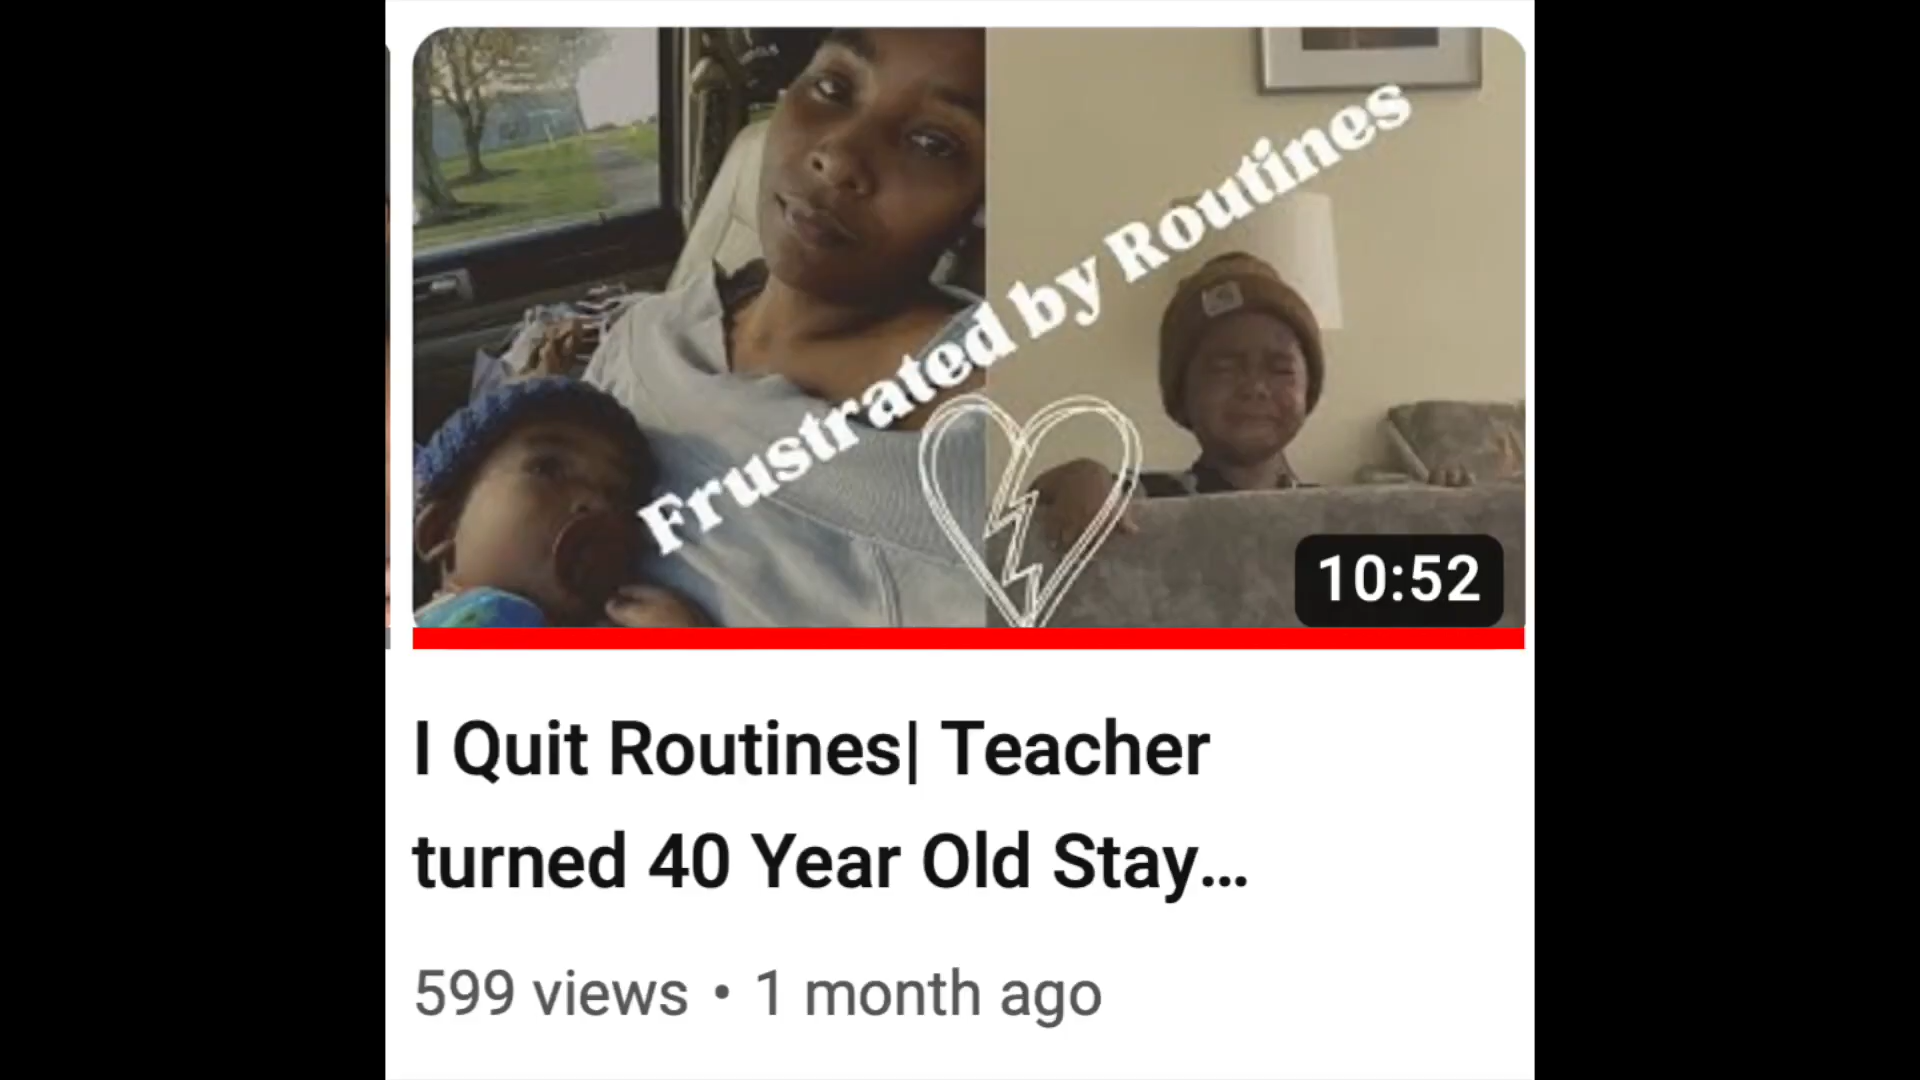 Frustrated by Routines
10:52
I Quit Routines| Teacher
turned 40 Year Old Stay...
599 views • 1 month ago